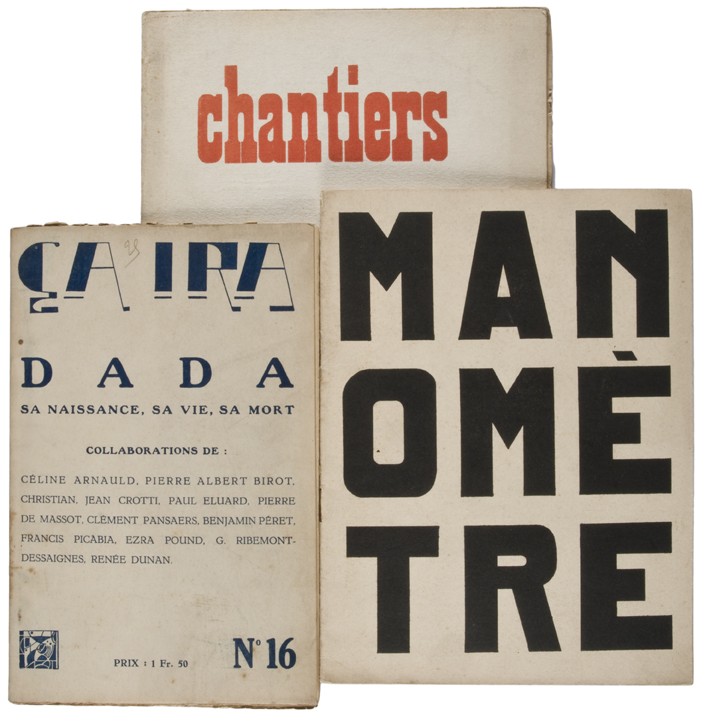 chantiers
ÇA IRA
DADA
SA NAISSANCE, SA VIE, SA MORT
COLLABORATIONS DE :
CÉLINE ARNAULD, PIERRE ALBERT BIROT,
CHRISTIAN, JEAN CROTTI, PAUL ELUARD, PIERRE
DE MASSOT, CLÉMENT PANSAERS, BENJAMIN PÉRET,
FRANCIS PICABIA, EZRA POUND, G. RIBEMONT-
DESSAIGNES, RENÉE DUNAN.
PRIX : 1 Fr. 50
N° 16
MAN
OMÈ
TRE